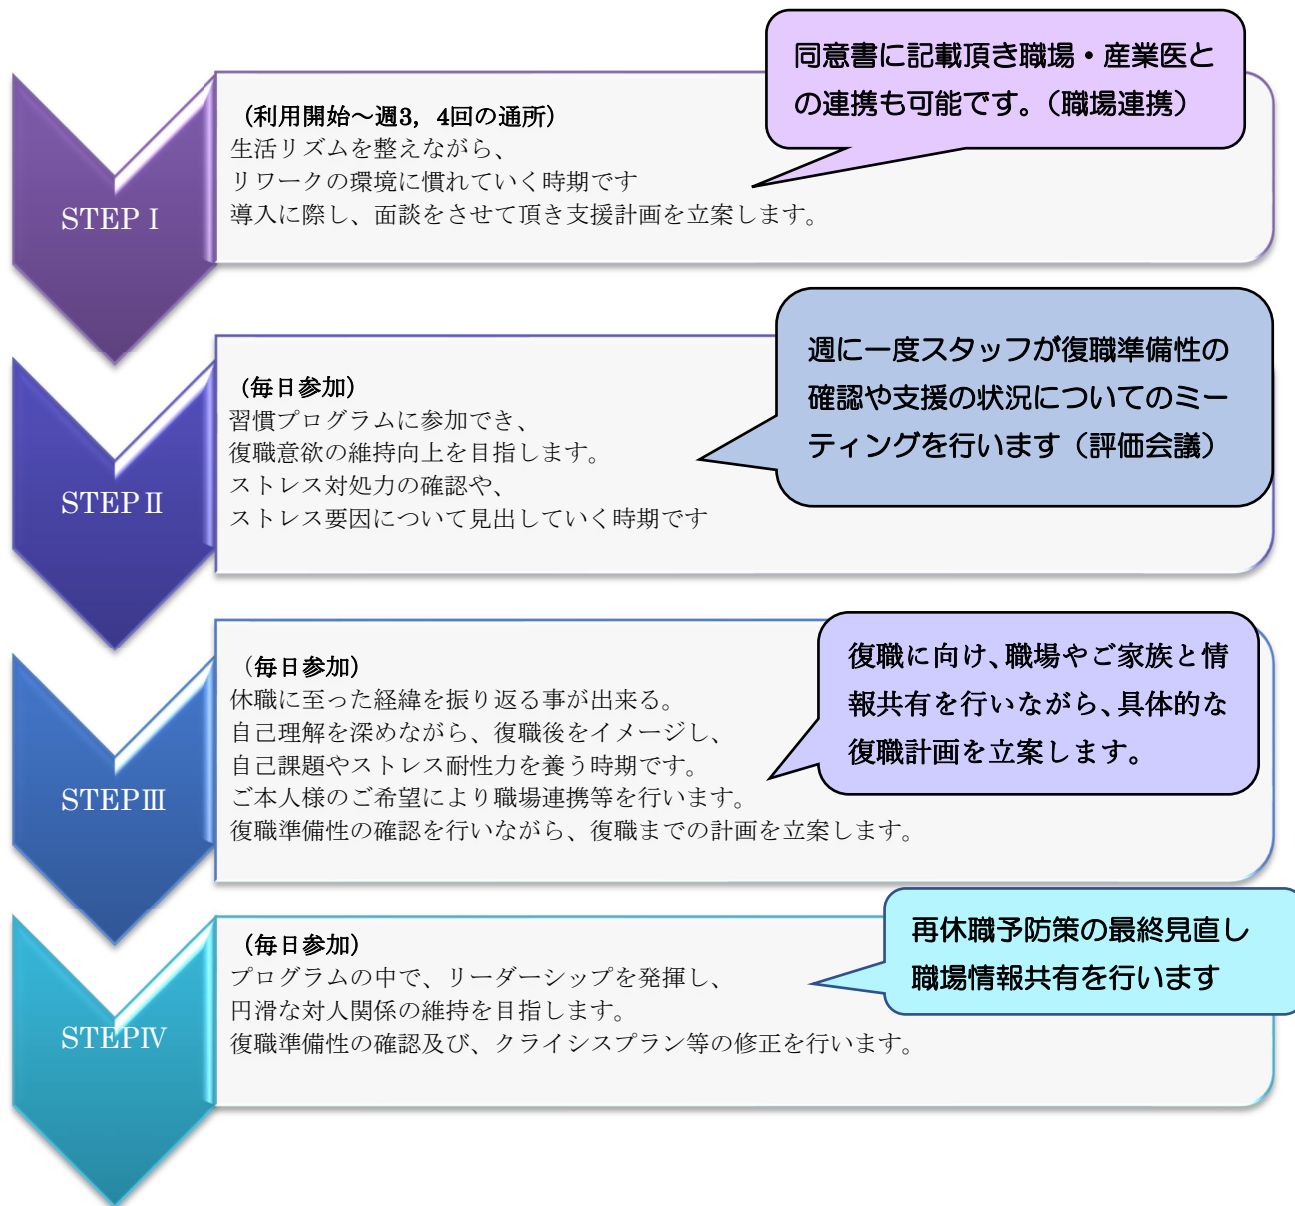 同意書に記載頂き職場・産業医と
の連携も可能です。（職場連携）
STEPⅠ
（利用開始～週3，4回の通所）
生活リズムを整えながら、
リワークの環境に慣れていく時期です
導入に際し、面談をさせて頂き支援計画を立案します。
週に一度スタッフが復職準備性の
確認や支援の状況についてのミー
ティングを行います（評価会議）
STEPⅡ
（毎日参加）
習慣プログラムに参加でき、
復職意欲の維持向上を目指します。
ストレス対処力の確認や、
ストレス要因について見出していく時期です
復職に向け、職場やご家族と情
報共有を行いながら、具体的な
復職計画を立案します。
STEPⅢ
（毎日参加）
休職に至った経緯を振り返る事が出来る。
自己理解を深めながら、復職後をイメージし、
自己課題やストレス耐性力を養う時期です。
ご本人様のご希望により職場連携等を行います。
復職準備性の確認を行いながら、復職までの計画を立案します。
再休職予防策の最終見直し
職場情報共有を行います
STEPⅣ
（毎日参加）
プログラムの中で、リーダーシップを発揮し、
円滑な対人関係の維持を目指します。
復職準備性の確認及び、クライシスプラン等の修正を行います。